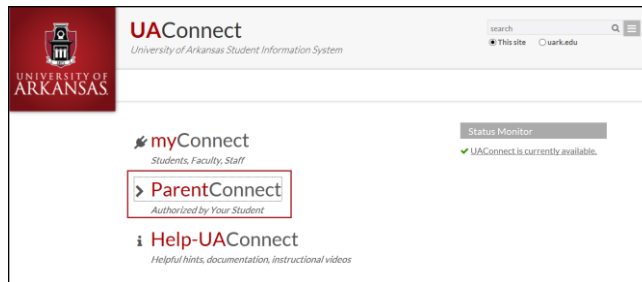 UAConnect
University of Arkansas Student Information System
search
This site uark.edu
UNIVERSITY OF
ARKANSAS
myConnect
Students, Faculty, Staff
ParentConnect
Authorized by Your Student
Help-UAConnect
Helpful hints, documentation, instructional videos
Status Monitor
UAConnect is currently available.